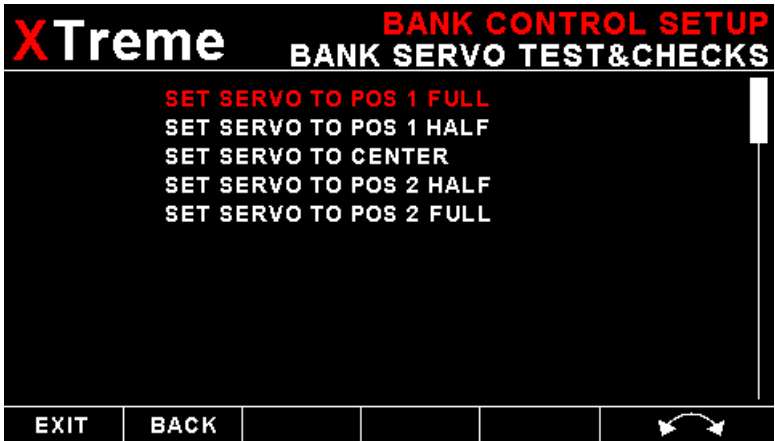 XTreme
BANK CONTROL SETUP
BANK SERVO TEST&CHECKS
SET SERVO TO POS 1 FULL
SET SERVO TO POS 1 HALF
SET SERVO TO CENTER
SET SERVO TO POS 2 HALF
SET SERVO TO POS 2 FULL
EXIT BACK